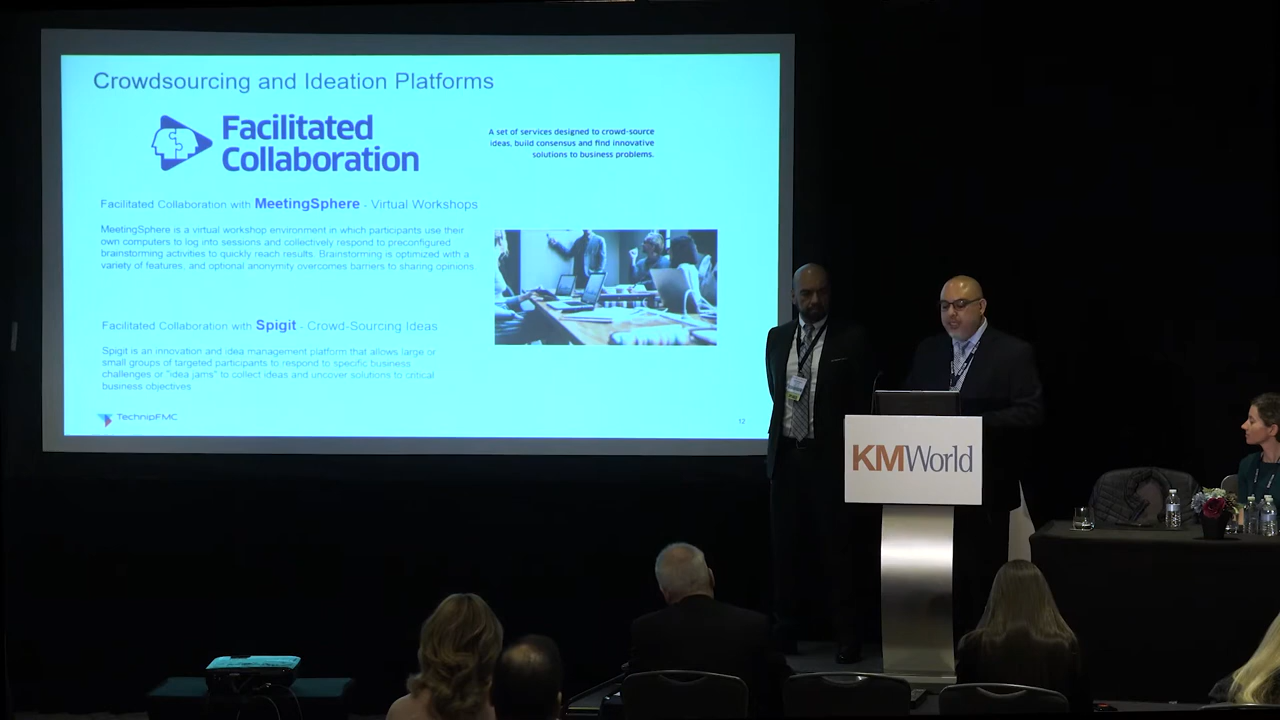 Crowdsourcing and Ideation Platforms
Facilitated
Collaboration
A set of services designed to crowd-source
ideas, build consensus and find innovative
solutions to business problems.
Facilitated Collaboration with MeetingSphere - Virtual Workshops
MeetingSphere is a virtual workshop environment in which participants use their
own computers to log into sessions and collectively respond to preconfigured
brainstorming activities to quickly reach results. Brainstorming is optimized with a
variety of features, and optional anonymity overcomes barriers to sharing opinions
Facilitated Collaboration with Spigit - Crowd-Sourcing Ideas
Spigit is an innovation and idea management platform that allows large or
small groups of targeted participants to respond to specific business
challenges or "idea jams" to collect ideas and uncover solutions to critical
business objectives
TechnipFMC
12
KMWorld